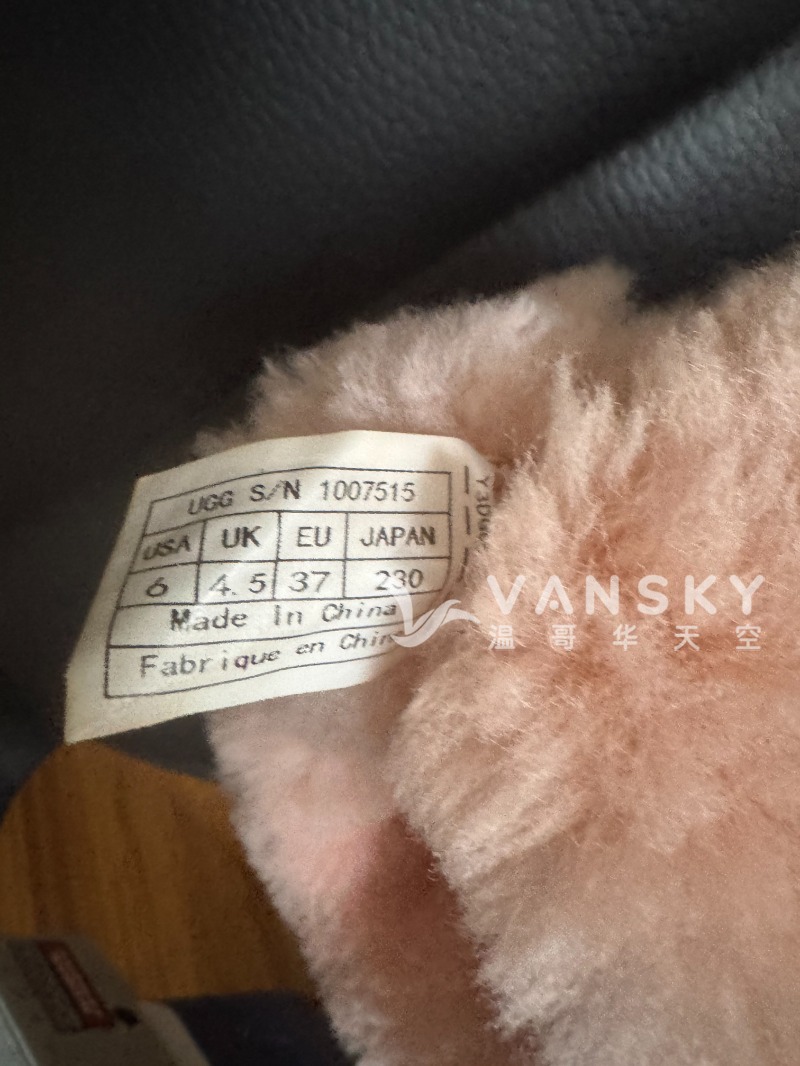 UGG S/N 1007515
USA UK EU JAPAN
6 4.5 37 230
Made In China
Fabrique en Chin
VANSKY
温哥华天空